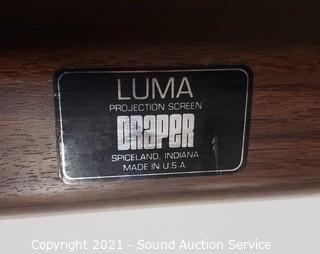 LUMA
PROJECTION SCREEN
DRAPER
SPICELAND, INDIANA
MADE IN U.S.A.
Copyright 2021 - Sound Auction Service